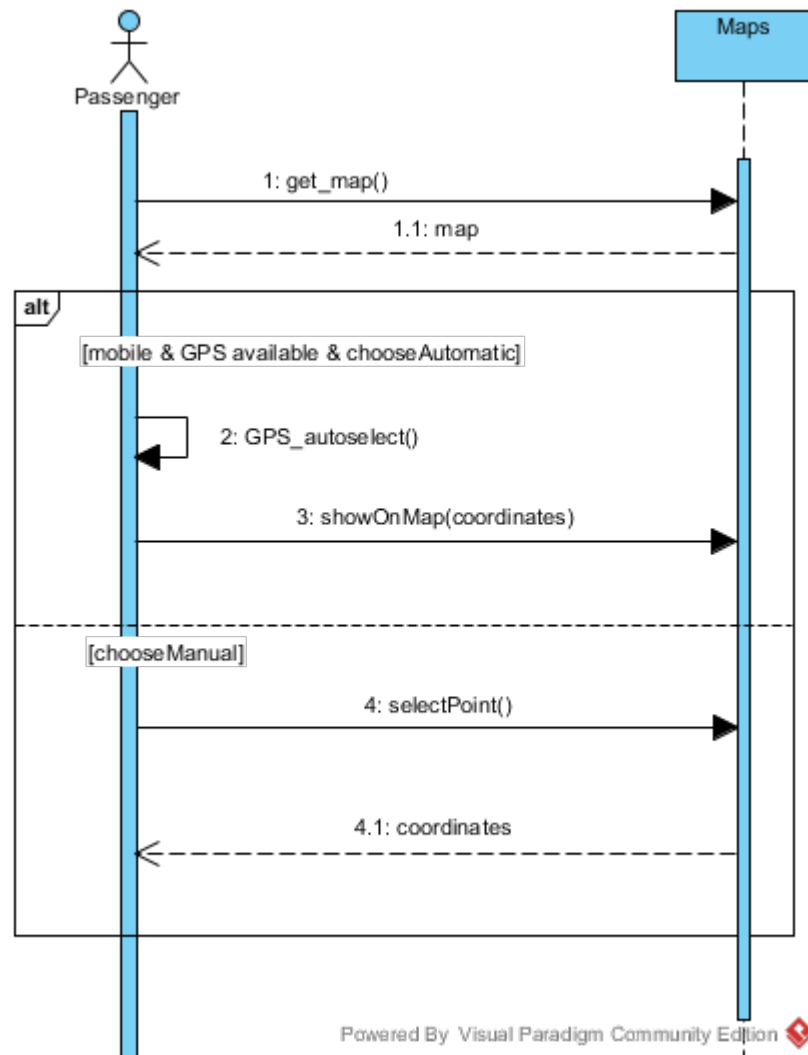 Maps
Passenger
1: get_map()
1.1: map
alt
[mobile & GPS available & chooseAutomatic]
2: GPS_autoselect()
3: showOnMap(coordinates)
[chooseManual]
4: selectPoint()
4.1: coordinates
Powered By Visual Paradigm Community Edition